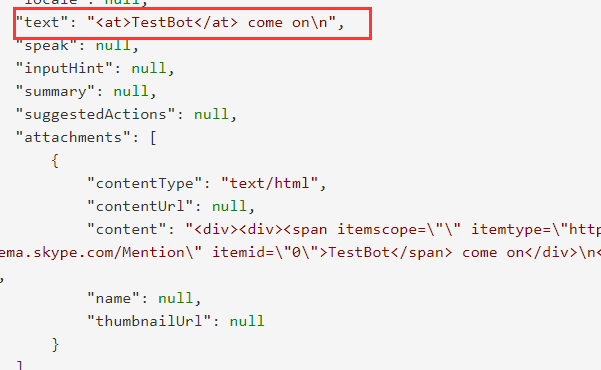 "locale": null,
"text": "<at>TestBot</at> come on\n",
"speak": null,
"inputHint": null,
"summary": null,
"suggestedActions": null,
"attachments": [
{
"contentType": "text/html",
"contentUrl": null,
"content": "<div><div><span itemscope=\"\" itemtype=\"http
ema.skype.com/Mention\" itemid=\"0\">TestBot</span> come on</div>\n<
,
"name": null,
"thumbnailUrl": null
}
]